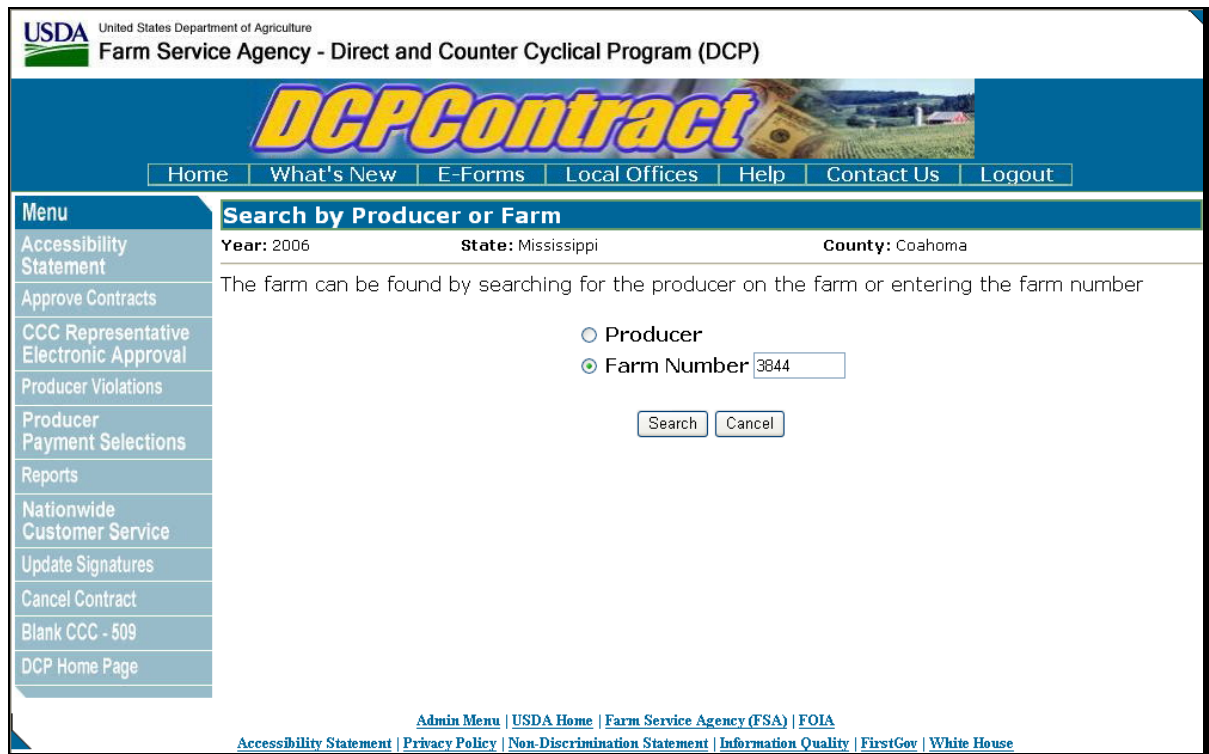 USDA United States Department of Agriculture
Farm Service Agency - Direct and Counter Cyclical Program (DCP)
DCPContract
Home | What's New | E-Forms | Local Offices | Help | Contact Us | Logout
Menu
Accessibility
Statement
Approve Contracts
CCC Representative
Electronic Approval
Producer Violations
Producer
Payment Selections
Reports
Nationwide
Customer Service
Update Signatures
Cancel Contract
Blank CCC - 509
DCP Home Page
Search by Producer or Farm
Year: 2006 State: Mississippi County: Coahoma
The farm can be found by searching for the producer on the farm or entering the farm number
Producer
Farm Number 3844
Search Cancel
Admin Menu | USDA Home | Farm Service Agency (FSA) | FOIA
Accessibility Statement | Privacy Policy | Non-Discrimination Statement | Information Quality | FirstGov | White House